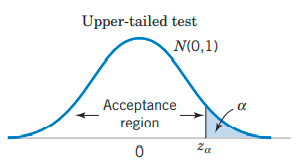 Upper-tailed test
N(0,1)
Acceptance
region
α
0
zα